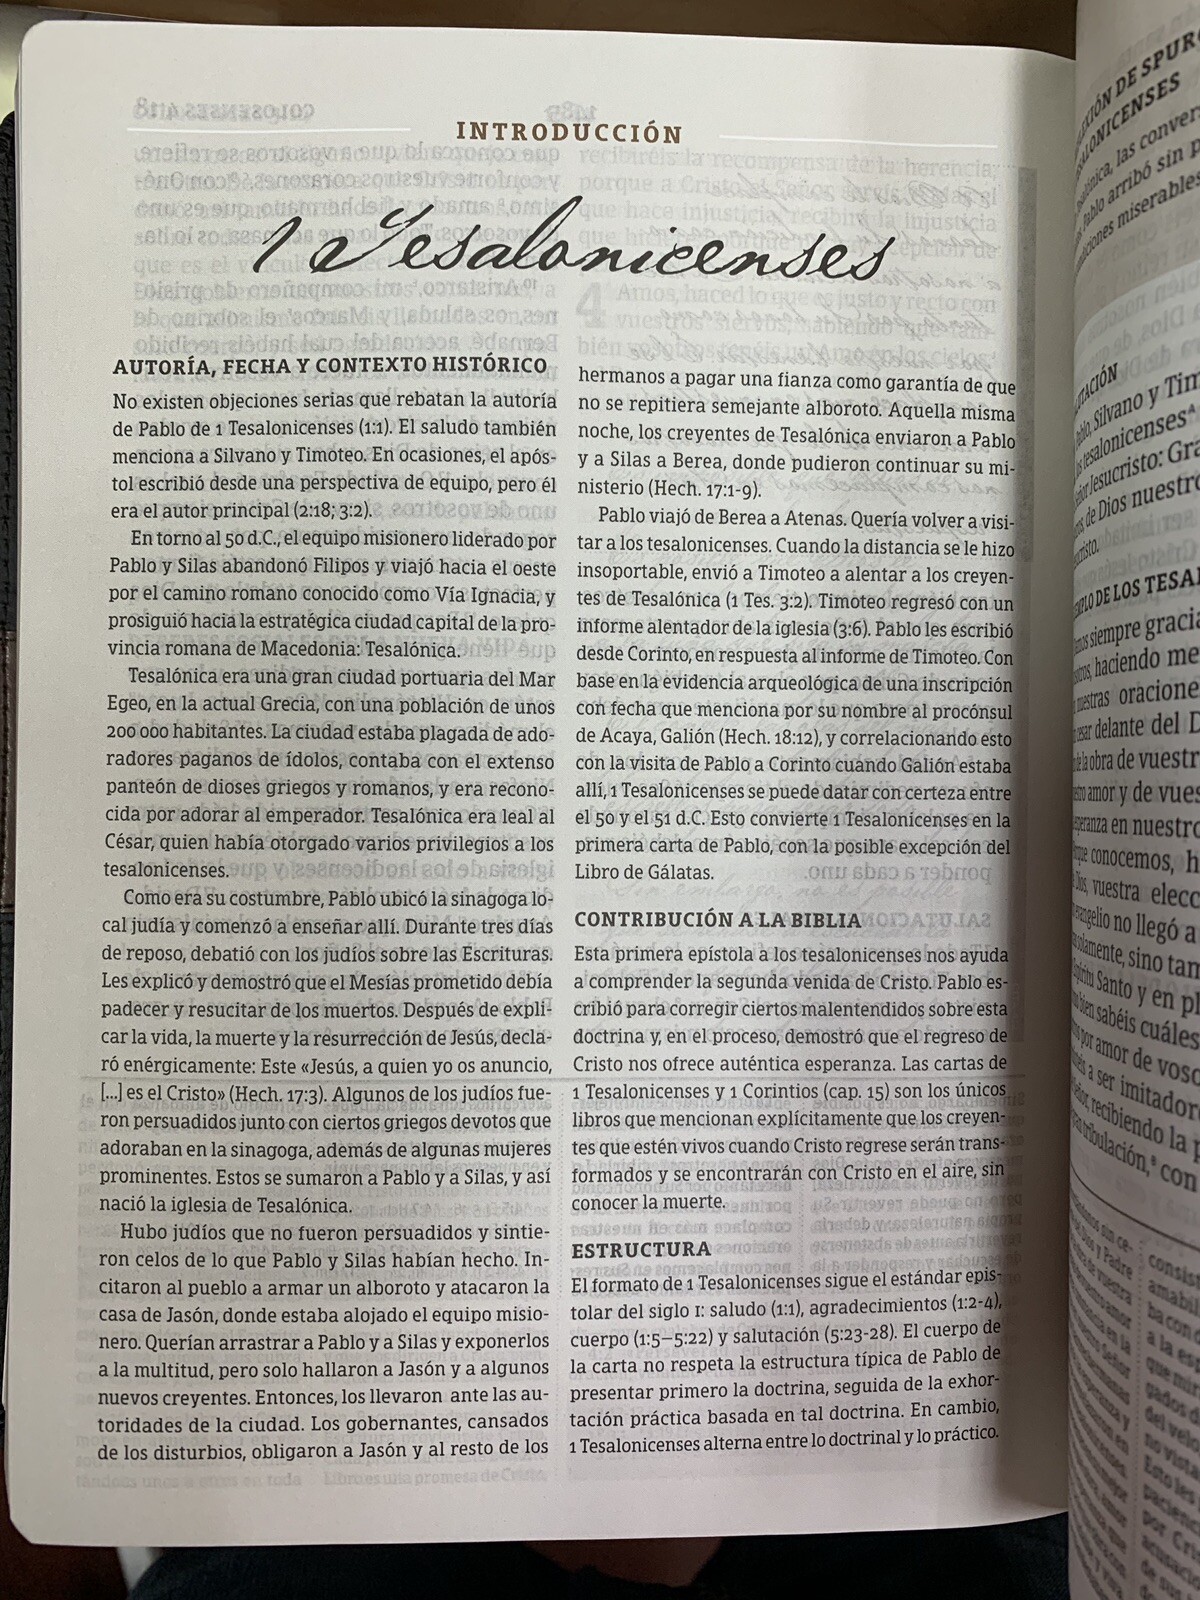 INTRODUCCIÓN
1 a Tesalonicenses
AUTORÍA, FECHA Y CONTEXTO HISTÓRICO
No existen objeciones serias que rebatan la autoría
de Pablo de 1 Tesalonicenses (1:1). El saludo también
menciona a Silvano y Timoteo. En ocasiones, el após-
tol escribió desde una perspectiva de equipo, pero él
era el autor principal (2:18; 3:2).
En torno al 50 d.C., el equipo misionero liderado por
Pablo y Silas abandonó Filipos y viajó hacia el oeste
por el camino romano conocido como Vía Ignacia, y
prosiguió hacia la estratégica ciudad capital de la pro-
vincia romana de Macedonia: Tesalónica.
Tesalónica era una gran ciudad portuaria del Mar
Egeo, en la actual Grecia, con una población de unos
200 000 habitantes. La ciudad estaba plagada de ado-
radores paganos de ídolos, contaba con el extenso
panteón de dioses griegos y romanos, y era recono-
cida por adorar al emperador. Tesalónica era leal al
César, quien había otorgado varios privilegios a los
tesalonicenses.
Como era su costumbre, Pablo ubicó la sinagoga lo-
cal judía y comenzó a enseñar allí. Durante tres días
de reposo, debatió con los judíos sobre las Escrituras.
Les explicó y demostró que el Mesías prometido debía
padecer y resucitar de los muertos. Después de expli-
car la vida, la muerte y la resurrección de Jesús, decla-
ró enérgicamente: Este «Jesús, a quien yo os anuncio,
[...] es el Cristo» (Hech. 17:3). Algunos de los judíos fue-
ron persuadidos junto con ciertos griegos devotos que
adoraban en la sinagoga, además de algunas mujeres
prominentes. Estos se sumaron a Pablo y a Silas, y así
nació la iglesia de Tesalónica.
Hubo judíos que no fueron persuadidos y sintie-
ron celos de lo que Pablo y Silas habían hecho. In-
citaron al pueblo a armar un alboroto y atacaron la
casa de Jasón, donde estaba alojado el equipo misio-
nero. Querían arrastrar a Pablo y a Silas y exponerlos
a la multitud, pero solo hallaron a Jasón y a algunos
nuevos creyentes. Entonces, los llevaron ante las au-
toridades de la ciudad. Los gobernantes, cansados
de los disturbios, obligaron a Jasón y al resto de los
hermanos a pagar una fianza como garantía de que
no se repitiera semejante alboroto. Aquella misma
noche, los creyentes de Tesalónica enviaron a Pablo
y a Silas a Berea, donde pudieron continuar su mi-
nisterio (Hech. 17:1-9).
Pablo viajó de Berea a Atenas. Quería volver a visi-
tar a los tesalonicenses. Cuando la distancia se le hizo
insoportable, envió a Timoteo a alentar a los creyen-
tes de Tesalónica (1 Tes. 3:2). Timoteo regresó con un
informe alentador de la iglesia (3:6). Pablo les escribió
desde Corinto, en respuesta al informe de Timoteo. Con
base en la evidencia arqueológica de una inscripción
con fecha que menciona por su nombre al procónsul
de Acaya, Galión (Hech. 18:12), y correlacionando esto
con la visita de Pablo a Corinto cuando Galión estaba
allí, 1 Tesalonicenses se puede datar con certeza entre
el 50 y el 51 d.C. Esto convierte 1 Tesalonicenses en la
primera carta de Pablo, con la posible excepción del
Libro de Gálatas.
CONTRIBUCIÓN A LA BIBLIA
Esta primera epístola a los tesalonicenses nos ayuda
a comprender la segunda venida de Cristo. Pablo es-
cribió para corregir ciertos malentendidos sobre esta
doctrina y, en el proceso, demostró que el regreso de
Cristo nos ofrece auténtica esperanza. Las cartas de
1 Tesalonicenses y 1 Corintios (cap. 15) son los únicos
libros que mencionan explícitamente que los creyen-
tes que estén vivos cuando Cristo regrese serán trans-
formados y se encontrarán con Cristo en el aire, sin
conocer la muerte.
ESTRUCTURA
El formato de 1 Tesalonicenses sigue el estándar epis-
tolar del siglo I: saludo (1:1), agradecimientos (1:2-4),
cuerpo (1:5–5:22) y salutación (5:23-28). El cuerpo de
la carta no respeta la estructura típica de Pablo de
presentar primero la doctrina, seguida de la exhor-
tación práctica basada en tal doctrina. En cambio,
1 Tesalonicenses alterna entre lo doctrinal y lo práctico.